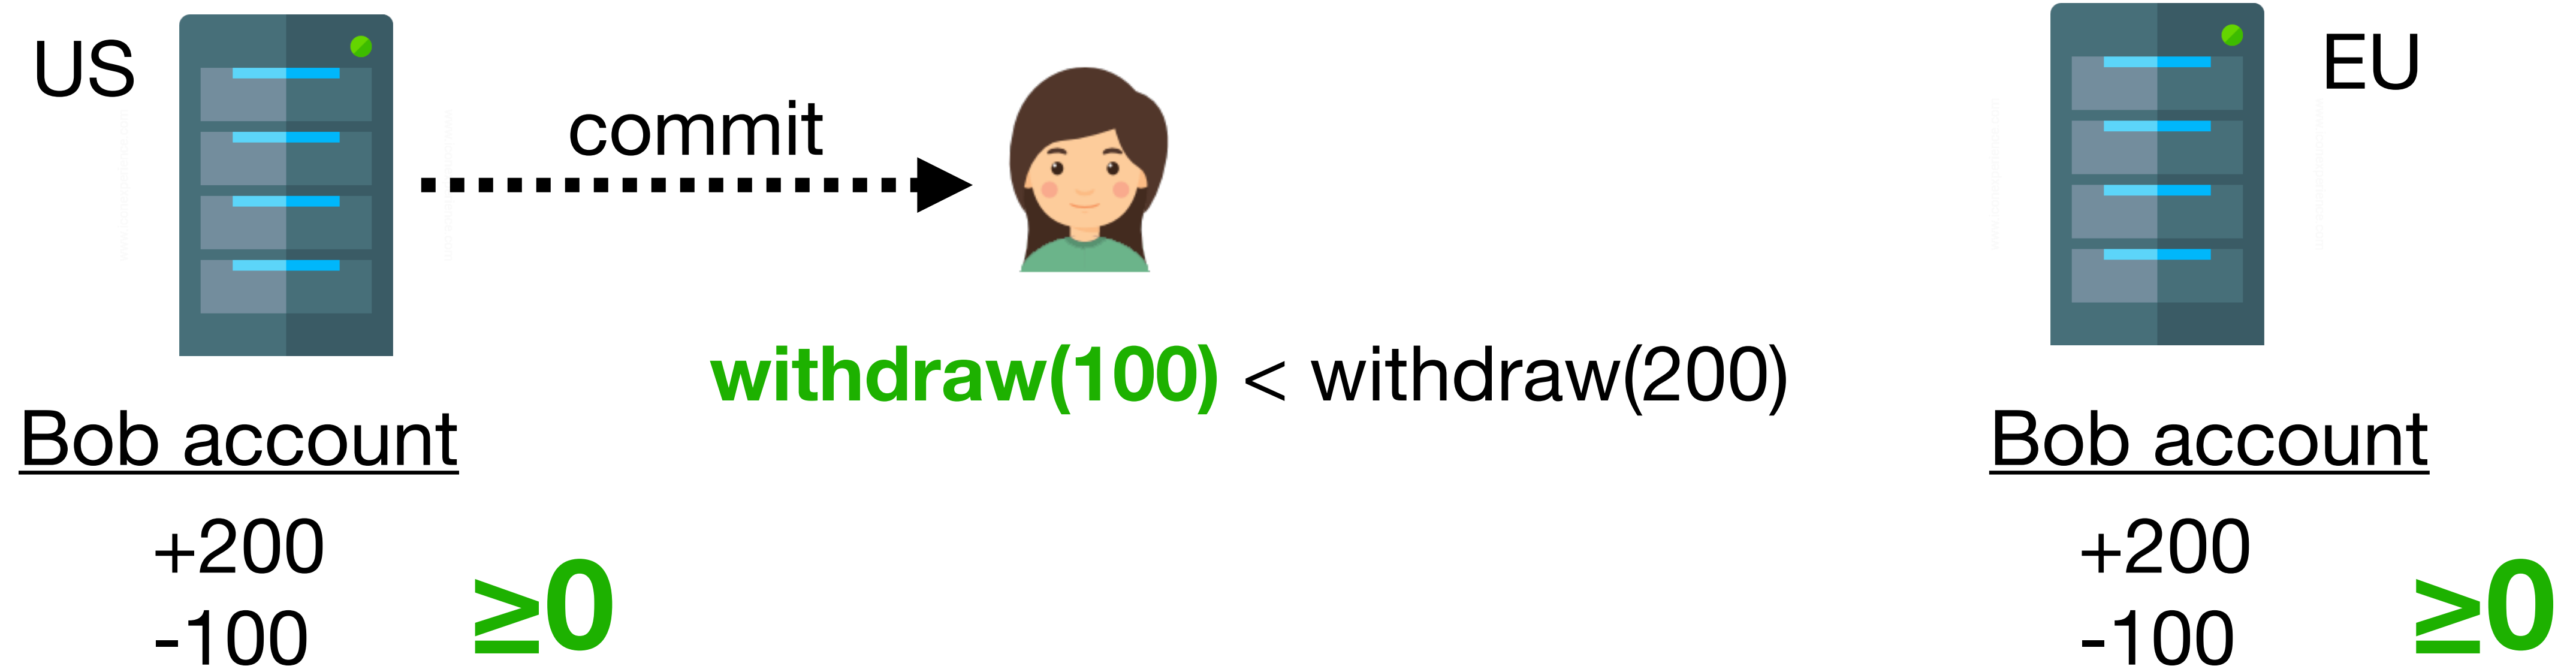 US
commit
EU
withdraw(100) < withdraw(200)
Bob account
+200
-100
≥0
Bob account
+200
-100
≥0